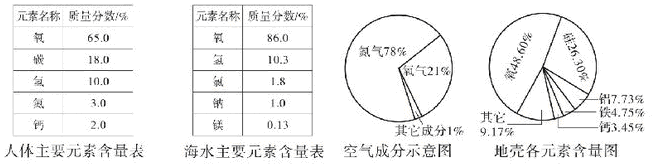 元素名称 质量分数/%
氧 65.0
碳 18.0
氢 10.0
氮 3.0
钙 2.0
人体主要元素含量表
元素名称 质量分数/%
氧 86.0
氢 10.3
氯 1.8
钠 1.0
镁 0.13
海水主要元素含量表
氮气78%
氧气21%
其它成分1%
空气成分示意图
氧48.60%
硅26.30%
铝7.73%
铁4.75%
钙3.45%
其它
9.17%
地壳各元素含量图